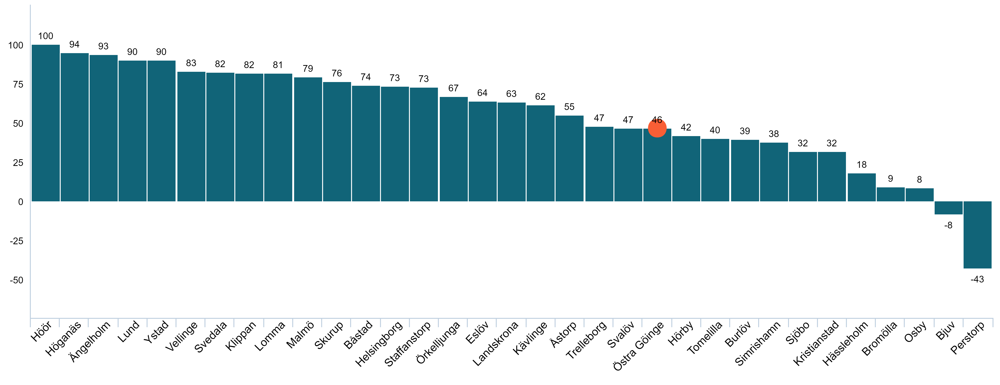 100
75
50
25
0
-25
-50
100
94
93
90
90
83
82
82
81
79
76
74
73
73
67
64
63
62
55
47
47
46
42
40
39
38
32
32
18
9
8
-8
-43
Höör
Höganäs
Ängelholm
Lund
Ystad
Vellinge
Svedala
Klippan
Lomma
Malmö
Skurup
Båstad
Helsingborg
Staffanstorp
Örkelljunga
Eslöv
Landskrona
Kävlinge
Åstorp
Trelleborg
Svalöv
Östra Göinge
Hörby
Tomelilla
Burlöv
Simrishamn
Sjöbo
Kristianstad
Hässleholm
Bromölla
Osby
Bjuv
Perstorp